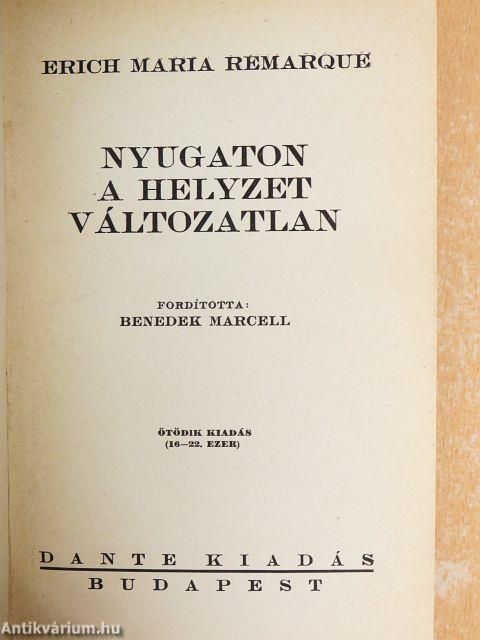 ERICH MARIA REMARQUE
NYUGATON
A HELYZET
VÁLTOZATLAN
FORDÍTOTTA:
BENEDEK MARCELL
ÖTÖDIK KIADÁS
(16—22. EZER)
DANTE KIADÁS
BUDAPEST
Antikvárium.hu